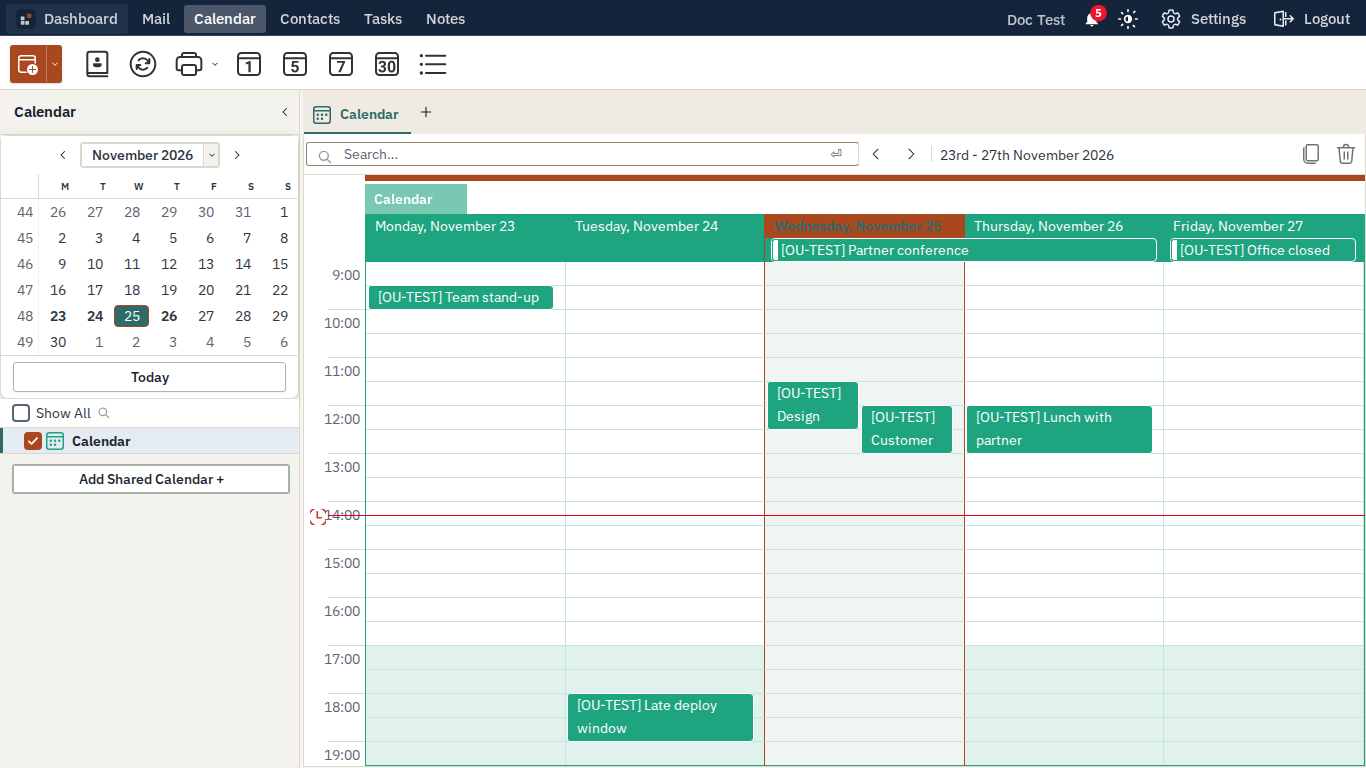 Dashboard Mail Calendar Contacts Tasks Notes Doc Test 5 Settings Logout
1 5 7 30
Calendar
November 2026
M T W T F S S
44 26 27 28 29 30 31 1
45 2 3 4 5 6 7 8
46 9 10 11 12 13 14 15
47 16 17 18 19 20 21 22
48 23 24 25 26 27 28 29
49 30 1 2 3 4 5 6
Today
Show All
Calendar
Add Shared Calendar +
Calendar +
Search...
23rd - 27th November 2026
Calendar
Monday, November 23
Tuesday, November 24
Wednesday, November 25
Thursday, November 26
Friday, November 27
[OU-TEST] Partner conference
[OU-TEST] Office closed
9:00
[OU-TEST] Team stand-up
10:00
11:00
[OU-TEST]
Design
12:00
[OU-TEST]
Customer
[OU-TEST] Lunch with
partner
13:00
14:00
15:00
16:00
17:00
18:00
[OU-TEST] Late deploy
window
19:00